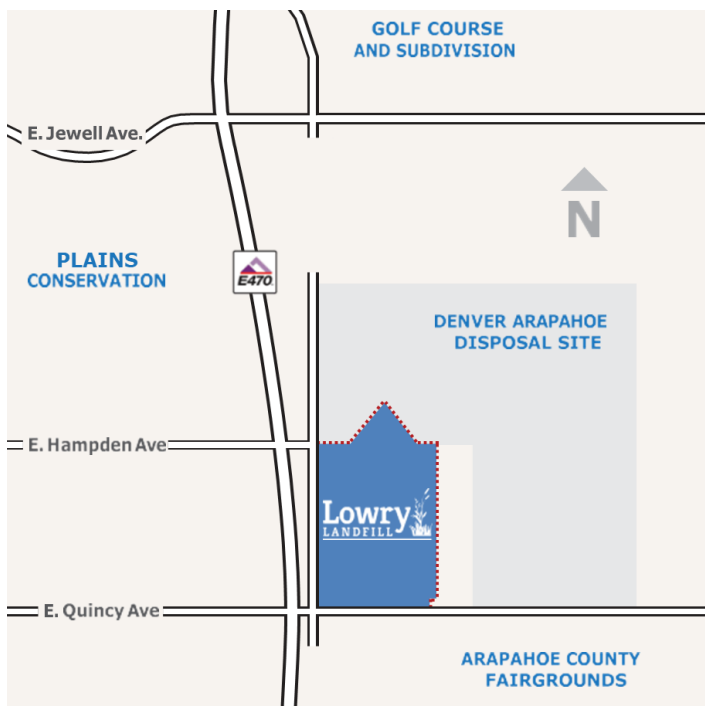 GOLF COURSE
AND SUBDIVISION
E. Jewell Ave.
N
PLAINS
CONSERVATION
E470
DENVER ARAPAHOE
DISPOSAL SITE
E. Hampden Ave
Lowry
LANDFILL
E. Quincy Ave
ARAPAHOE COUNTY
FAIRGROUNDS